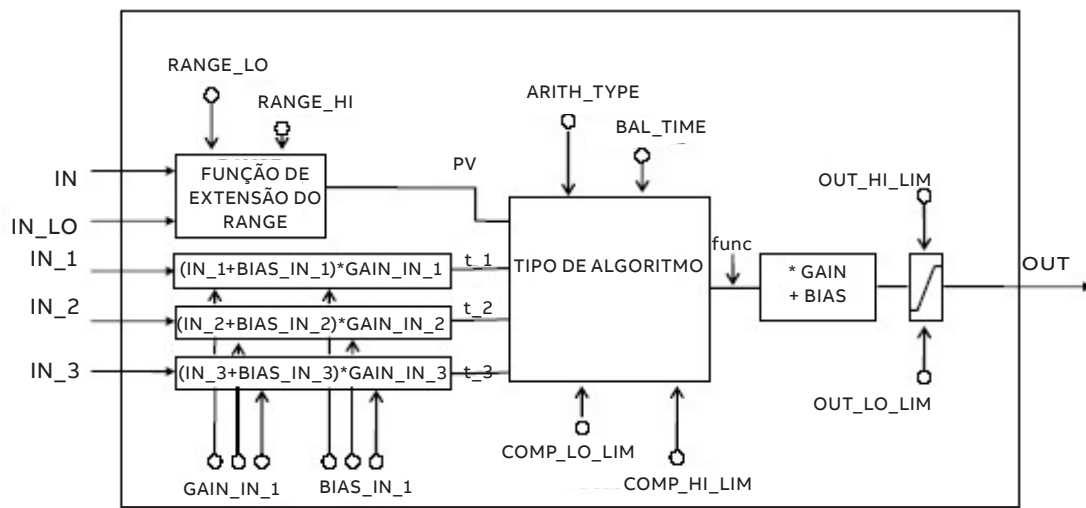 RANGE_LO
RANGE_HI
ARITH_TYPE
BAL_TIME
PV
IN
FUNÇÃO DE
EXTENSÃO DO
RANGE
OUT_HI_LIM
IN_LO
IN_1
(IN_1+BIAS_IN_1)*GAIN_IN_1
t_1
TIPO DE ALGORITMO
func
* GAIN
+ BIAS
OUT
IN_2
(IN_2+BIAS_IN_2)*GAIN_IN_2
t_2
IN_3
(IN_3+BIAS_IN_3)*GAIN_IN_3
t_3
OUT_LO_LIM
COMP_LO_LIM
COMP_HI_LIM
GAIN_IN_1
BIAS_IN_1